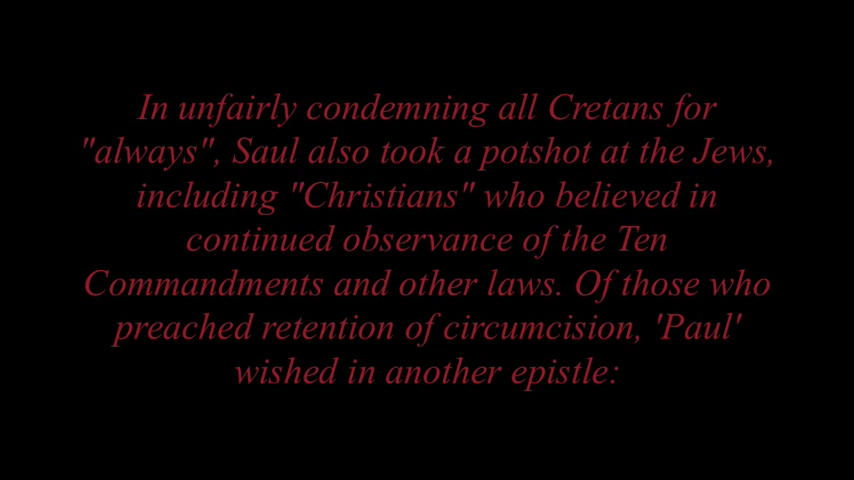 In unfairly condemning all Cretans for
"always", Saul also took a potshot at the Jews,
including "Christians" who believed in
continued observance of the Ten
Commandments and other laws. Of those who
preached retention of circumcision, 'Paul'
wished in another epistle: